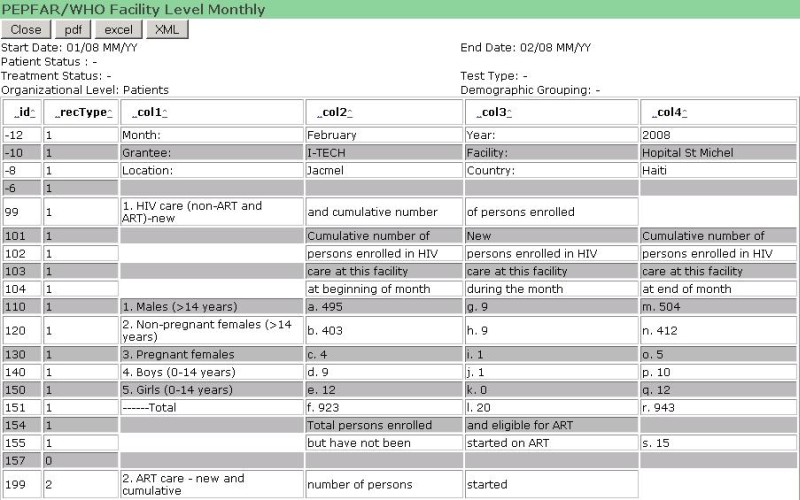 PEPFAR/WHO Facility Level Monthly
Close pdf excel XML
Start Date: 01/08 MM/YY End Date: 02/08 MM/YY
Patient Status : -
Treatment Status: - Test Type: -
Organizational Level: Patients Demographic Grouping: -
_id _recType _col1 _col2 _col3 _col4
-12 1 Month: February Year: 2008
-10 1 Grantee: I-TECH Facility: Hopital St Michel
-8 1 Location: Jacmel Country: Haiti
-6 1
99 1 1. HIV care (non-ART and ART)-new and cumulative number of persons enrolled
101 1 Cumulative number of New Cumulative number of
102 1 persons enrolled in HIV persons enrolled in HIV persons enrolled in HIV
103 1 care at this facility care at this facility care at this facility
104 1 at beginning of month during the month at end of month
110 1 1. Males (>14 years) a. 495 g. 9 m. 504
120 1 2. Non-pregnant females (>14 years) b. 403 h. 9 n. 412
130 1 3. Pregnant females c. 4 i. 1 o. 5
140 1 4. Boys (0-14 years) d. 9 j. 1 p. 10
150 1 5. Girls (0-14 years) e. 12 k. 0 q. 12
151 1 ------Total f. 923 l. 20 r. 943
154 1 Total persons enrolled and eligible for ART
155 1 but have not been started on ART s. 15
157 0
199 2 2. ART care - new and cumulative number of persons started